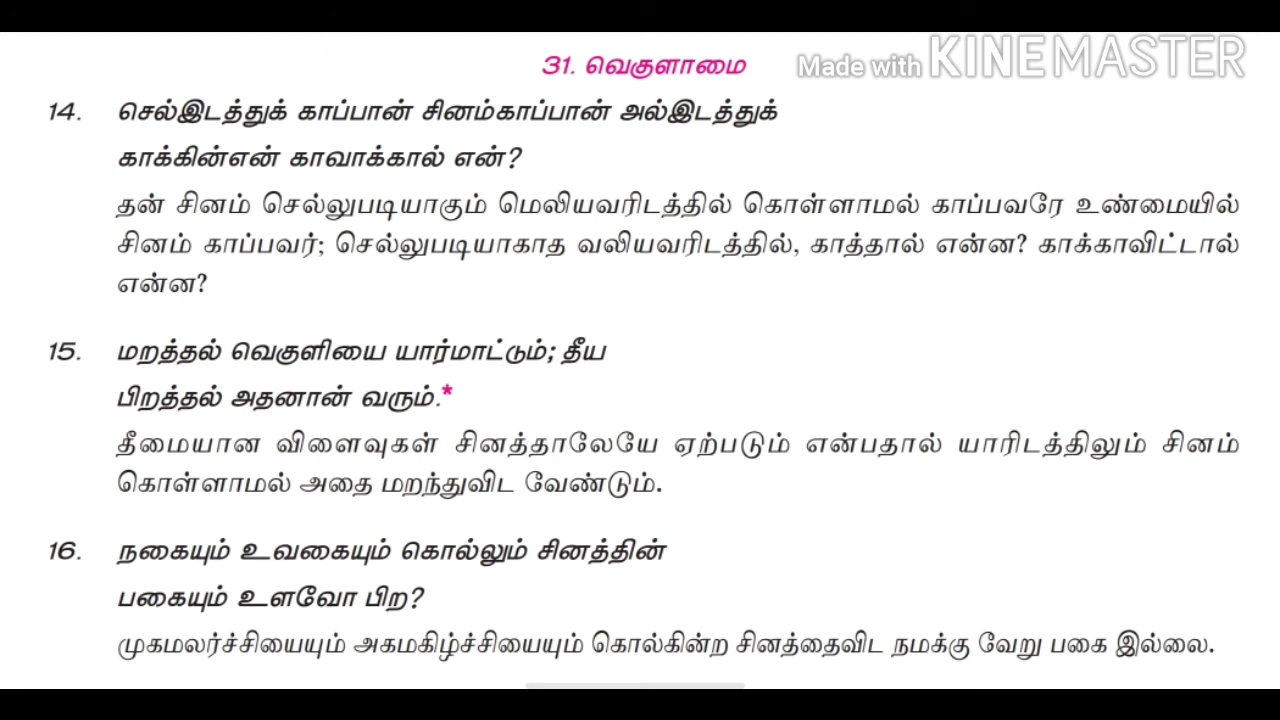 31. வெகுளாமை
Made with KINEMASTER
14. செல்இடத்துக் காப்பான் சினம்காப்பான் அல்இடத்துக்
காக்கின்என் காவாக்கால் என்?
தன் சினம் செல்லுபடியாகும் மெலியவரிடத்தில் கொள்ளாமல் காப்பவரே உண்மையில்
சினம் காப்பவர்; செல்லுபடியாகாத வலியவரிடத்தில், காத்தால் என்ன? காக்காவிட்டால்
என்ன?
15. மறத்தல் வெகுளியை யார்மாட்டும்; தீய
பிறத்தல் அதனான் வரும்.*
தீமையான விளைவுகள் சினத்தாலேயே ஏற்படும் என்பதால் யாரிடத்திலும் சினம்
கொள்ளாமல் அதை மறந்துவிட வேண்டும்.
16. நகையும் உவகையும் கொல்லும் சினத்தின்
பகையும் உளவோ பிற?
முகமலர்ச்சியையும் அகமகிழ்ச்சியையும் கொல்கின்ற சினத்தைவிட நமக்கு வேறு பகை இல்லை.